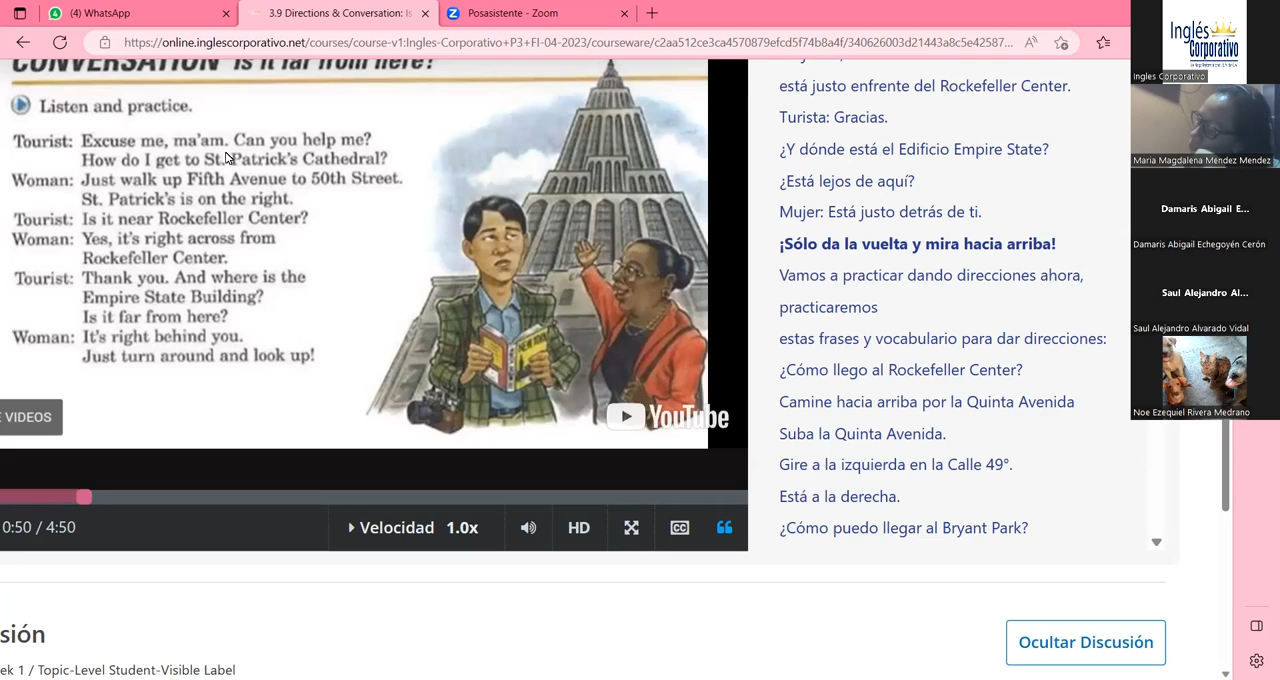 (4) WhatsApp
3.9 Directions & Conversation: Is
Posasistente - Zoom
https://online.inglescorporativo.net/courses/course-v1:Ingles-Corporativo+P3+FI-04-2023/courseware/c2aa512ce3ca4570879efcd5f74b8a4f/340626003d21443a8c5e42587...
CONVERSATION Is it far from here?
Listen and practice.
Tourist: Excuse me, ma'am. Can you help me?
How do I get to St. Patrick's Cathedral?
Woman: Just walk up Fifth Avenue to 50th Street.
St. Patrick's is on the right.
Tourist: Is it near Rockefeller Center?
Woman: Yes, it's right across from
Rockefeller Center.
Tourist: Thank you. And where is the
Empire State Building?
Is it far from here?
Woman: It's right behind you.
Just turn around and look up!
NEW YORK
E VIDEOS
YouTube
0:50 / 4:50
Velocidad 1.0x
HD
CC
está justo enfrente del Rockefeller Center.
Turista: Gracias.
¿Y dónde está el Edificio Empire State?
¿Está lejos de aquí?
Mujer: Está justo detrás de ti.
¡Sólo da la vuelta y mira hacia arriba!
Vamos a practicar dando direcciones ahora,
practicaremos
estas frases y vocabulario para dar direcciones:
¿Cómo llego al Rockefeller Center?
Camine hacia arriba por la Quinta Avenida
Suba la Quinta Avenida.
Gire a la izquierda en la Calle 49°.
Está a la derecha.
¿Cómo puedo llegar al Bryant Park?
Inglés
Corporativo
Ingles Corporativo
Maria Magdalena Mendez Mendez
Damaris Abigail E...
Damaris Abigail Echegoyén Cerón
Saul Alejandro Al...
Saul Alejandro Alvarado Vidal
Noe Ezequiel Rivera Medrano
sión
Ocultar Discusión
ek 1 / Topic-Level Student-Visible Label